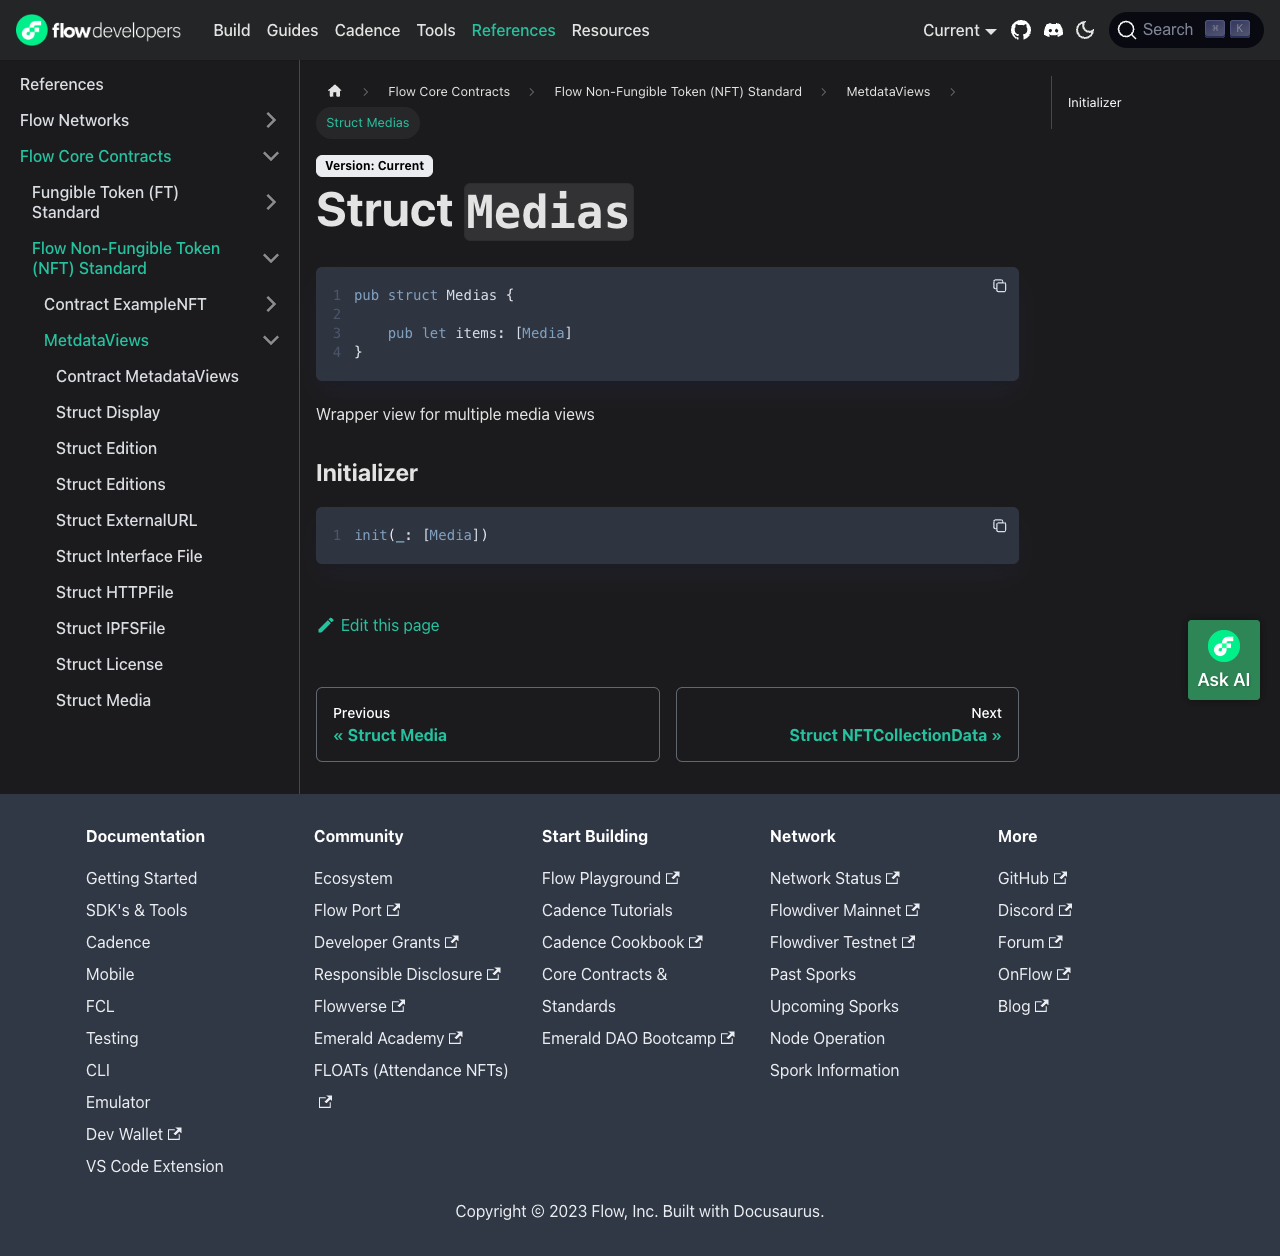 flowdevelopers
Build
Guides
Cadence
Tools
References
Resources
Current
Search
⌘ K
References
Flow Networks
Flow Core Contracts
Fungible Token (FT)
Standard
Flow Non-Fungible Token
(NFT) Standard
Contract ExampleNFT
MetdataViews
Contract MetadataViews
Struct Display
Struct Edition
Struct Editions
Struct ExternalURL
Struct Interface File
Struct HTTPFile
Struct IPFSFile
Struct License
Struct Media
Flow Core Contracts
Flow Non-Fungible Token (NFT) Standard
MetdataViews
Struct Medias
Version: Current
Struct Medias
1 pub struct Medias {
2
3     pub let items: [Media]
4 }
Wrapper view for multiple media views
Initializer
1 init(_: [Media])
Edit this page
Previous
« Struct Media
Next
Struct NFTCollectionData »
Initializer
Ask AI
Documentation
Getting Started
SDK's & Tools
Cadence
Mobile
FCL
Testing
CLI
Emulator
Dev Wallet
VS Code Extension
Community
Ecosystem
Flow Port
Developer Grants
Responsible Disclosure
Flowverse
Emerald Academy
FLOATs (Attendance NFTs)
Start Building
Flow Playground
Cadence Tutorials
Cadence Cookbook
Core Contracts &
Standards
Emerald DAO Bootcamp
Network
Network Status
Flowdiver Mainnet
Flowdiver Testnet
Past Sporks
Upcoming Sporks
Node Operation
Spork Information
More
GitHub
Discord
Forum
OnFlow
Blog
Copyright © 2023 Flow, Inc. Built with Docusaurus.